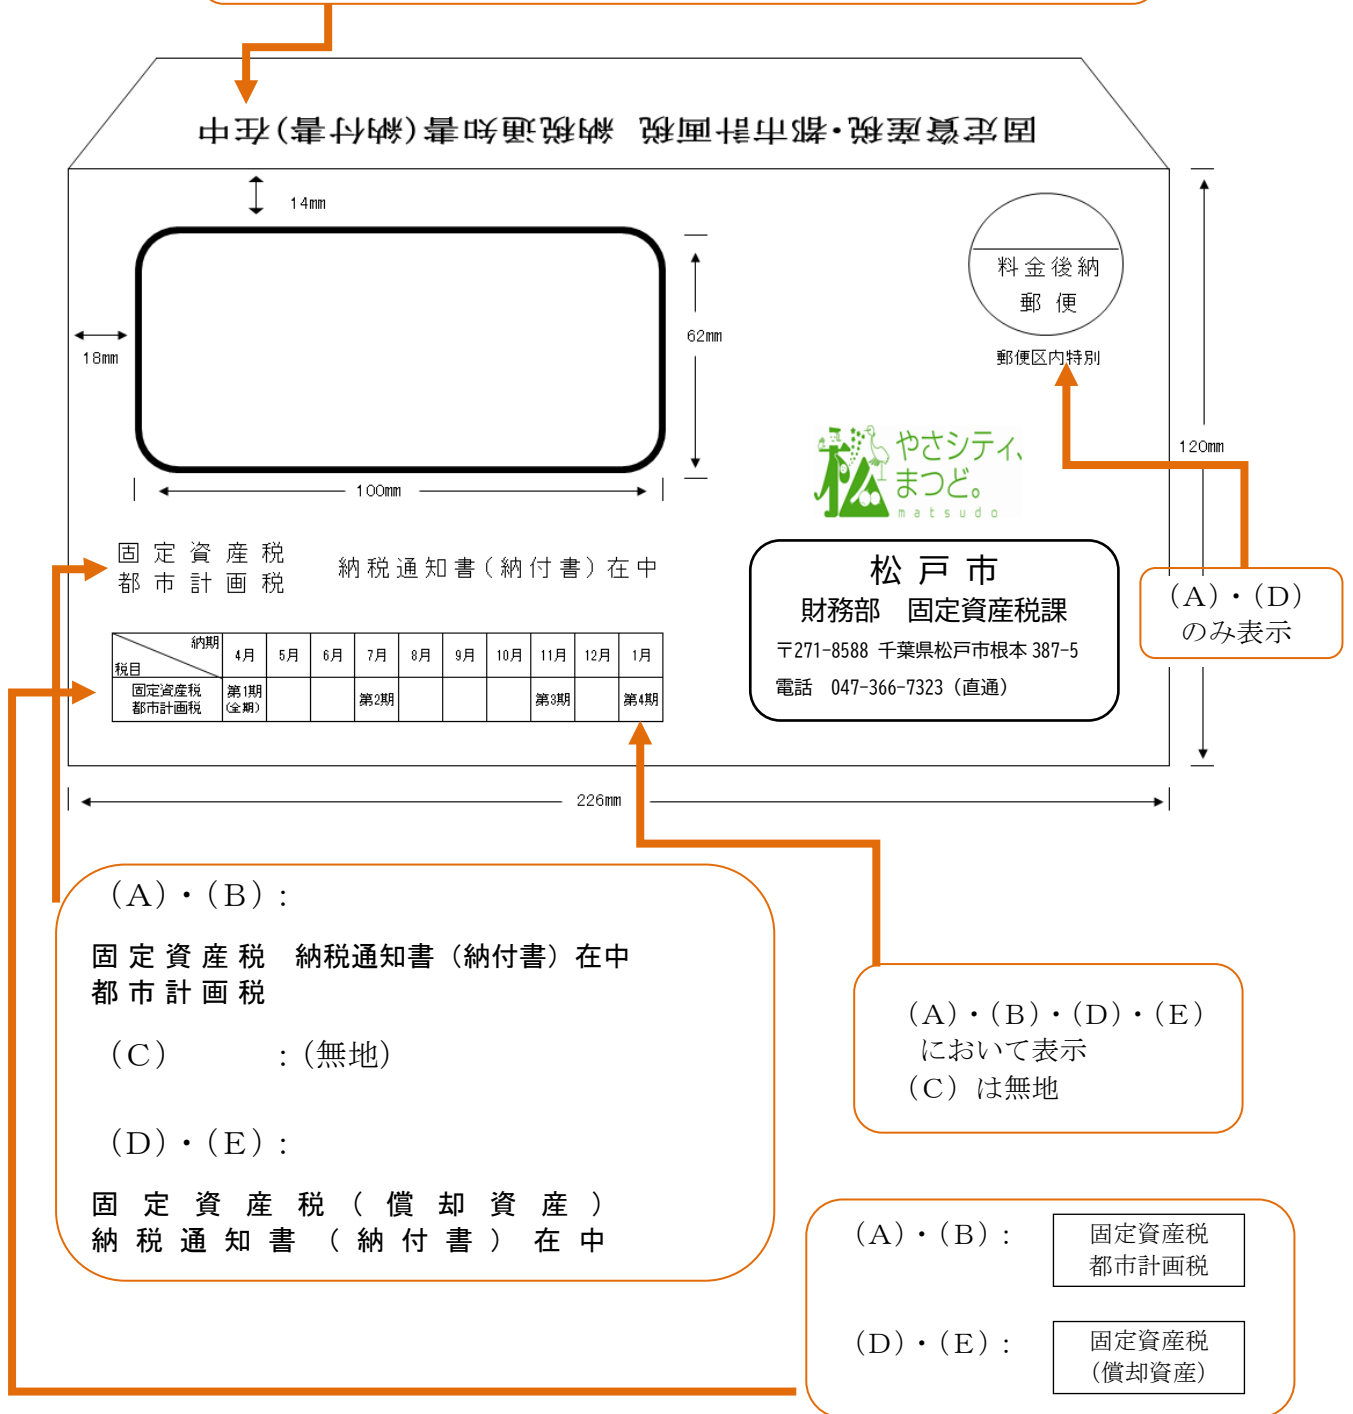 固定資産税・都市計画税 納税通知書(納付書)在中
14㎜
料金後納
郵 便
郵便区内特別
18㎜
62㎜
120㎜
100㎜
やさシティ、
まつど。
matsudo
松
固定資産税
都市計画税
納税通知書(納付書)在中
松 戸 市
財務部 固定資産税課
〒271-8588 千葉県松戸市根本 387-5
電話 047-366-7323(直通)
納期 4月 5月 6月 7月 8月 9月 10月 11月 12月 1月
税目
固定資産税 第1期 第2期 第3期 第4期
都市計画税 (全期)
226㎜
(A)・(D)
のみ表示
(A)・(B):
固定資産税 納税通知書(納付書)在中
都市計画税
(C) :(無地)
(D)・(E):
固定資産税(償却資産)
納税通知書(納付書)在中
(A)・(B)・(D)・(E)
において表示
(C)は無地
(A)・(B):
固定資産税
都市計画税
(D)・(E):
固定資産税
(償却資産)